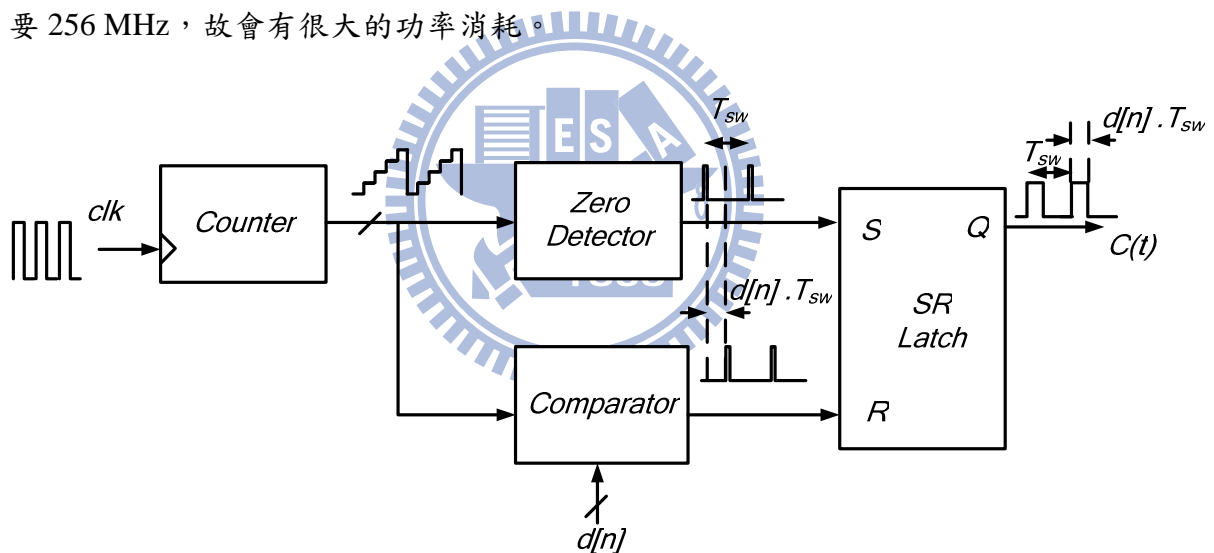 要 256 MHz，故會有很大的功率消耗。
E S A
T_sw
d[n] .T_sw
T_sw
clk
Counter
Zero
Detector
S
Q
C(t)
d[n] .T_sw
SR
Latch
Comparator
R
d[n]